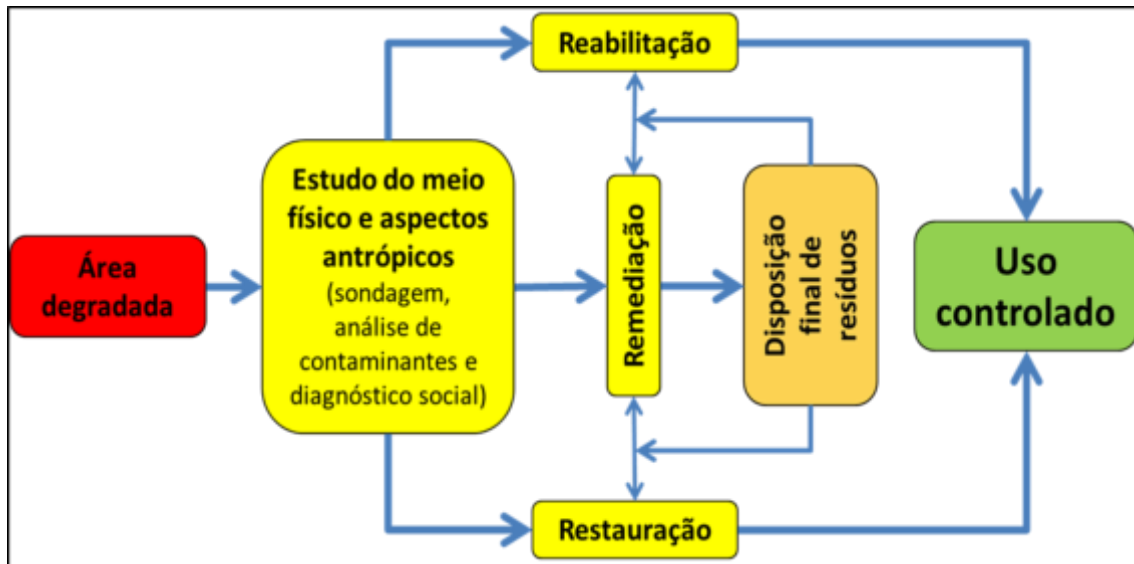 Reabilitação
Estudo do meio
físico e aspectos
antrópicos
(sondagem,
análise de
contaminantes e
diagnóstico social)
Área
degradada
Remediação
Disposição
final de
resíduos
Uso
controlado
Restauração